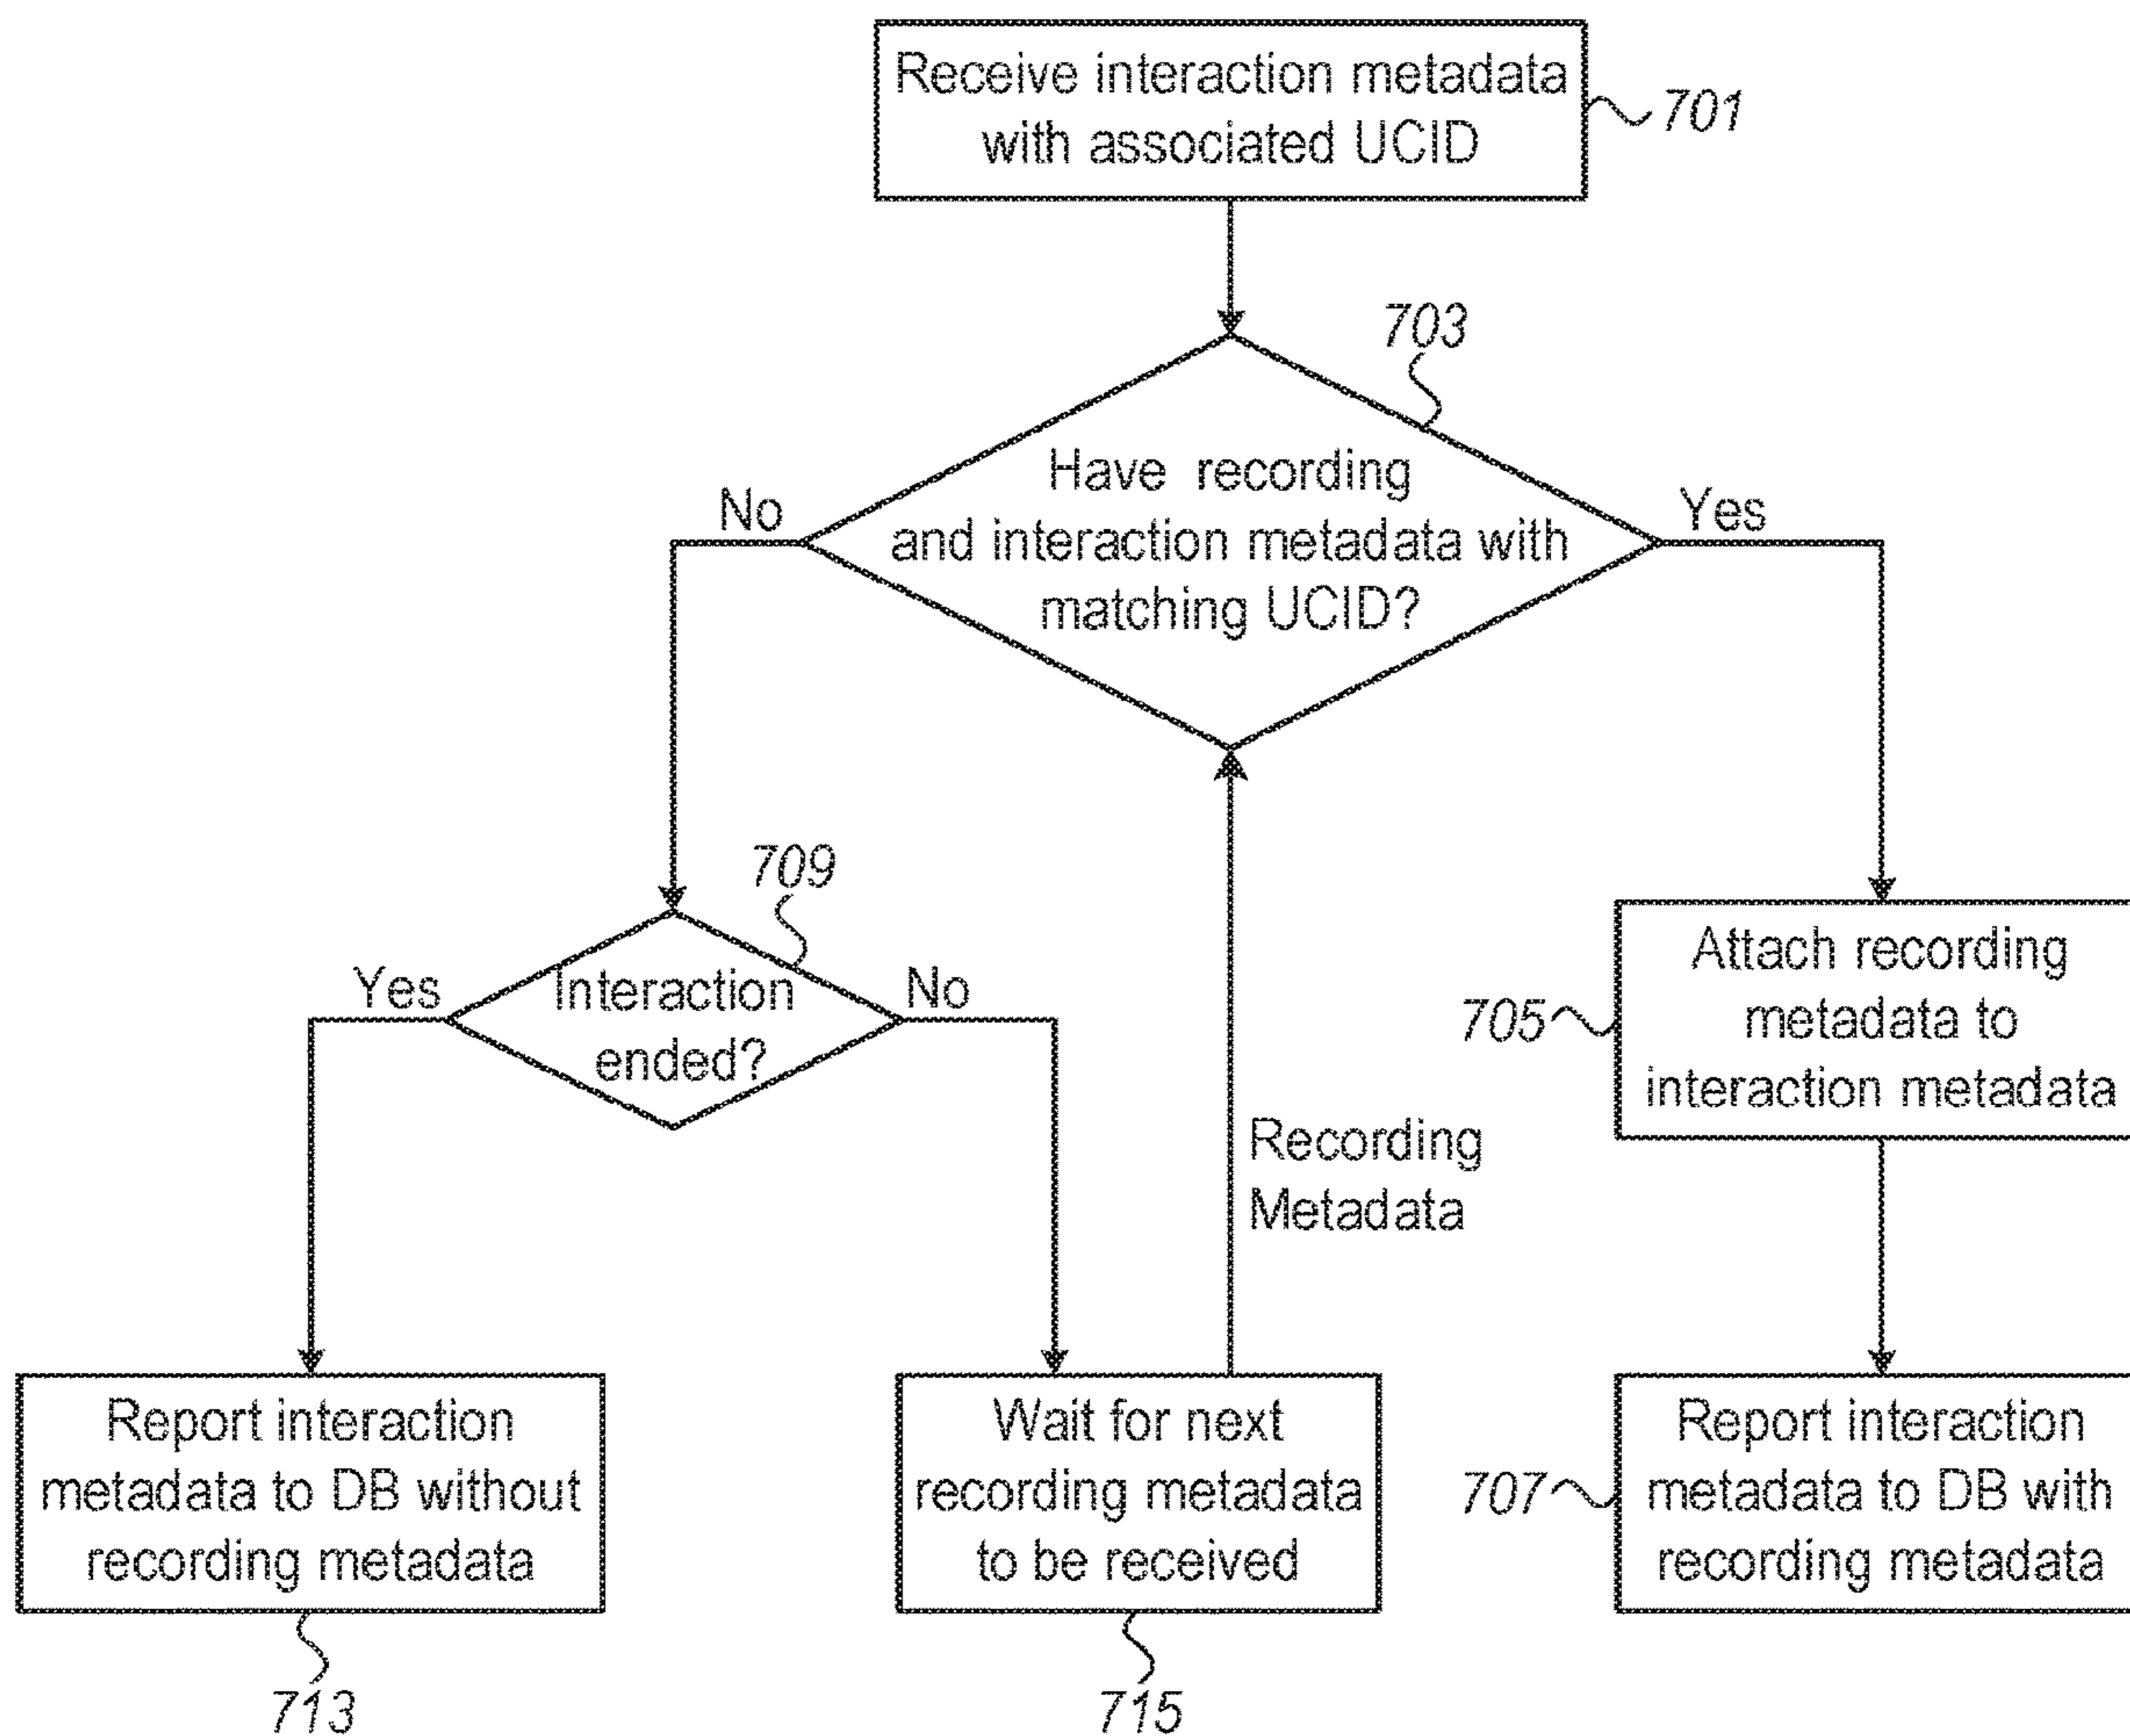 Receive interaction metadata
with associated UCID
701
703
Have recording
and interaction metadata with
matching UCID?
No
Yes
709
Interaction
ended?
Yes
No
Attach recording
metadata to
interaction metadata
705
Recording
Metadata
Report interaction
metadata to DB without
recording metadata
713
Wait for next
recording metadata
to be received
715
Report interaction
metadata to DB with
recording metadata
707